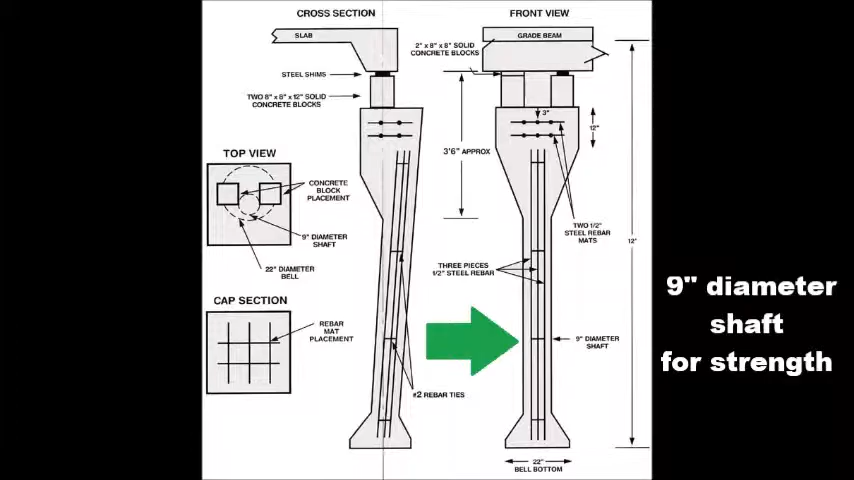 CROSS SECTION
SLAB
STEEL SHIMS
TWO 8" x 8" x 12" SOLID
CONCRETE BLOCKS
TOP VIEW
CONCRETE
BLOCK
PLACEMENT
9" DIAMETER
SHAFT
22" DIAMETER
BELL
CAP SECTION
REBAR
MAT
PLACEMENT
#2 REBAR TIES
FRONT VIEW
GRADE BEAM
2" x 8" x 8" SOLID
CONCRETE BLOCKS
3"
12"
3'6" APPROX
TWO 1/2"
STEEL REBAR
MATS
THREE PIECES
1/2" STEEL REBAR
12"
9" DIAMETER
SHAFT
22"
BELL BOTTOM
9" diameter
shaft
for strength